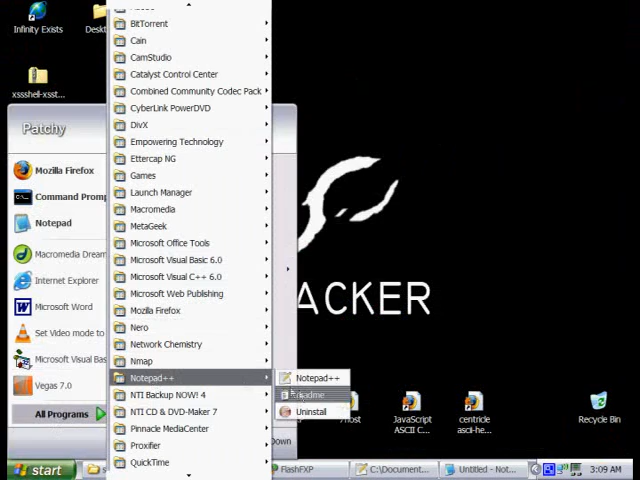 Infinity Exists
Deskt
xssshell-xsst...
Patchy
Mozilla Firefox
Command Promp
Notepad
Macromedia Dream
Internet Explorer
Microsoft Word
Set Video mode to
Microsoft Visual Bas
Vegas 7.0
All Programs
BitTorrent
Cain
CamStudio
Catalyst Control Center
Combined Community Codec Pack
CyberLink PowerDVD
DivX
Empowering Technology
Ettercap NG
Games
Launch Manager
Macromedia
MetaGeek
Microsoft Office Tools
Microsoft Visual Basic 6.0
Microsoft Visual C++ 6.0
Microsoft Web Publishing
Mozilla Firefox
Nero
Network Chemistry
Nmap
Notepad++
NTI Backup NOW! 4
NTI CD & DVD-Maker 7
Pinnacle MediaCenter
Proxifier
QuickTime
Notepad++
Uninstall
Down
ACKER
JavaScript
ASCII C...
centricle
ascii-he...
Recycle Bin
start
FlashFXP
C:\Document...
Untitled - Not...
3:09 AM